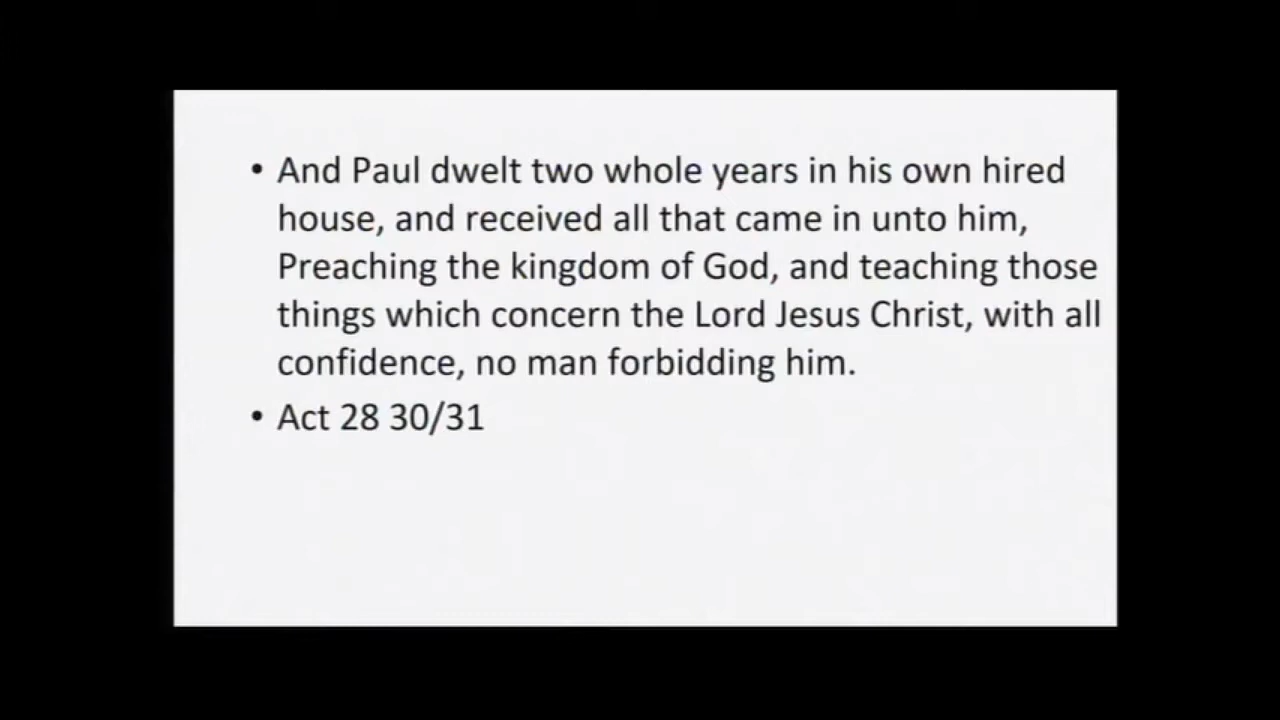 • And Paul dwelt two whole years in his own hired
house, and received all that came in unto him,
Preaching the kingdom of God, and teaching those
things which concern the Lord Jesus Christ, with all
confidence, no man forbidding him.
• Act 28 30/31